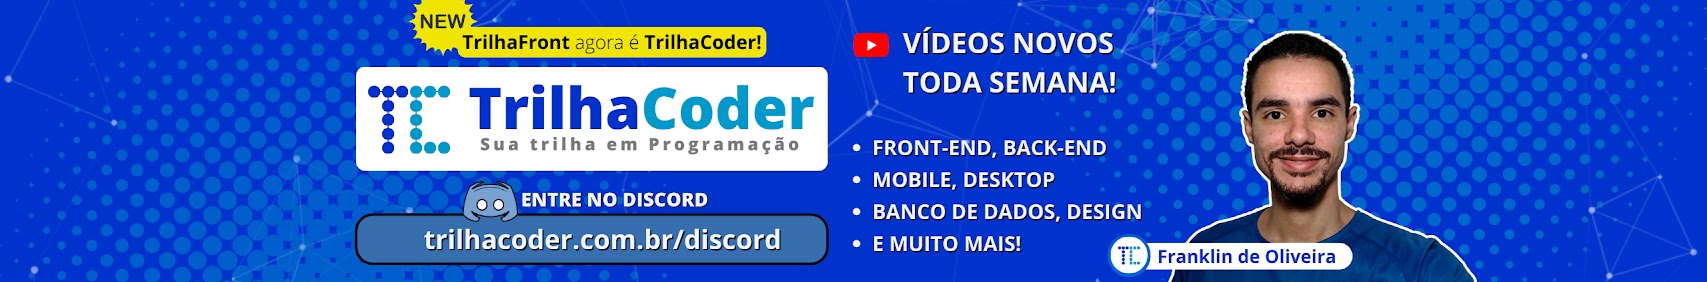 NEW
TrilhaFront agora é TrilhaCoder!
TC TrilhaCoder
Sua trilha em Programação
ENTRE NO DISCORD
trilhacoder.com.br/discord
VÍDEOS NOVOS
TODA SEMANA!
• FRONT-END, BACK-END
• MOBILE, DESKTOP
• BANCO DE DADOS, DESIGN
• E MUITO MAIS!
TC Franklin de Oliveira